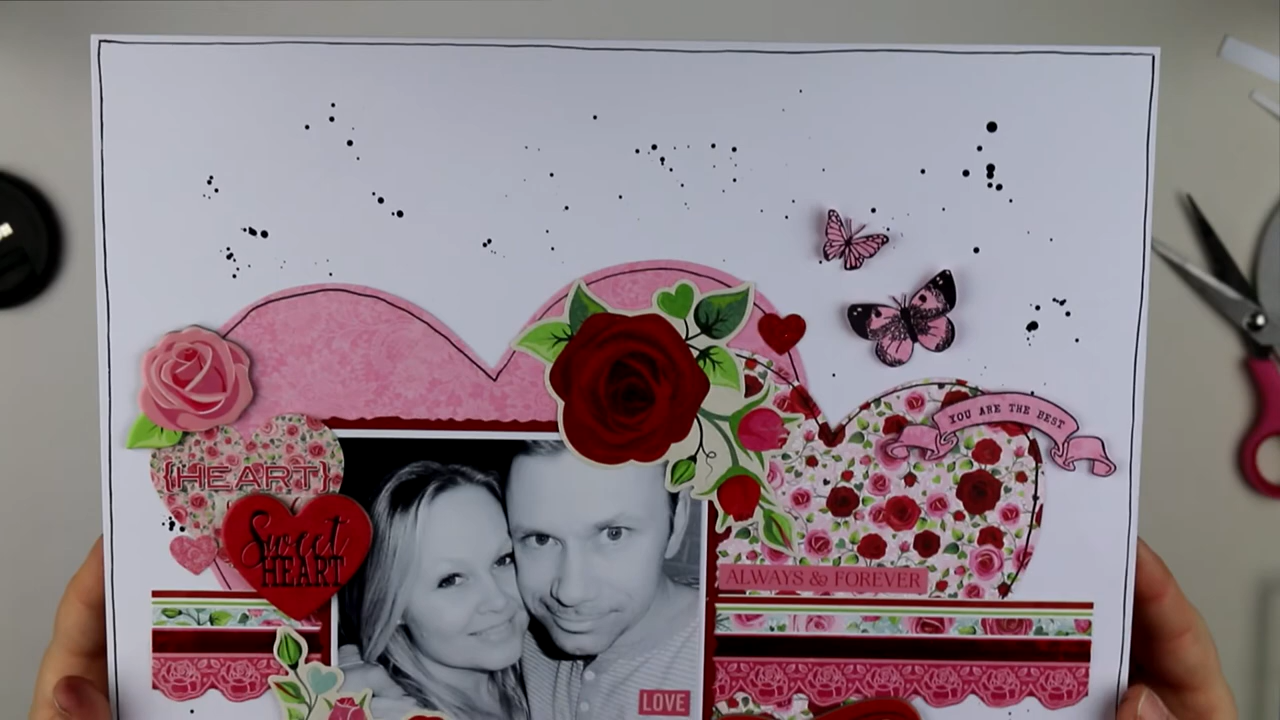 YOU ARE THE BEST
{HEART}
Sweet
HEART
ALWAYS & FOREVER
LOVE